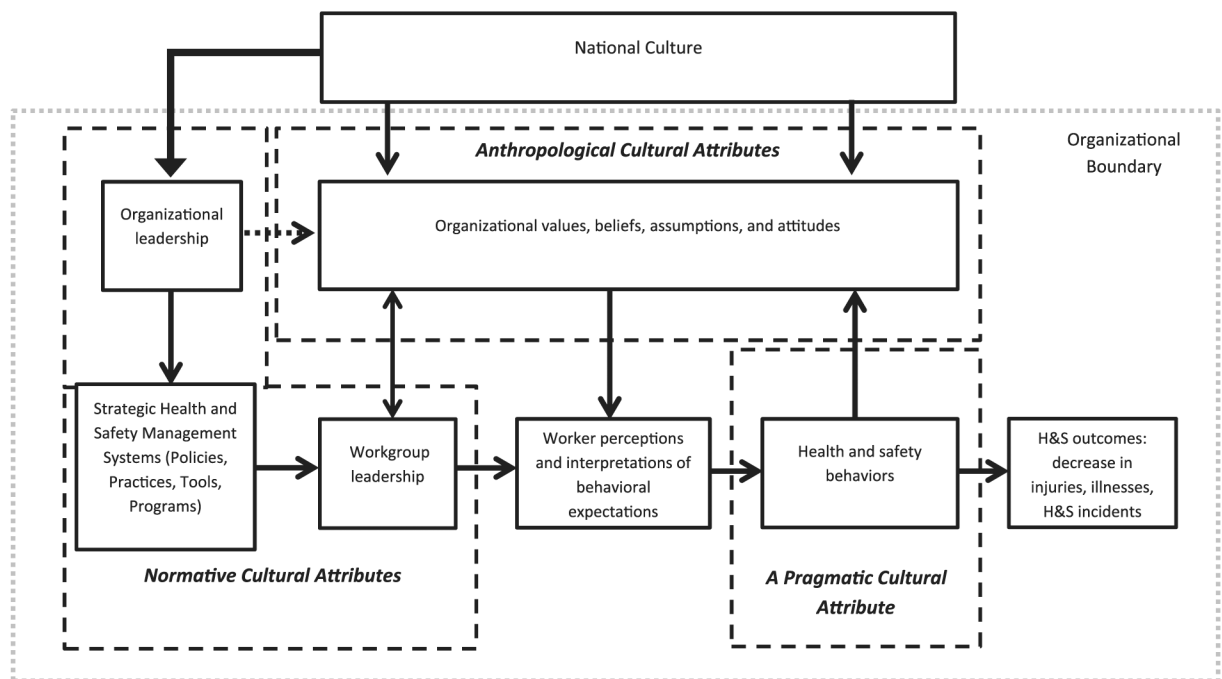 National Culture
Organizational
Boundary
Anthropological Cultural Attributes
Organizational
leadership
Organizational values, beliefs, assumptions, and attitudes
Strategic Health and
Safety Management
Systems (Policies,
Practices, Tools,
Programs)
Workgroup
leadership
Worker perceptions
and interpretations of
behavioral
expectations
Health and safety
behaviors
H&S outcomes:
decrease in
injuries, illnesses,
H&S incidents
Normative Cultural Attributes
A Pragmatic Cultural
Attribute